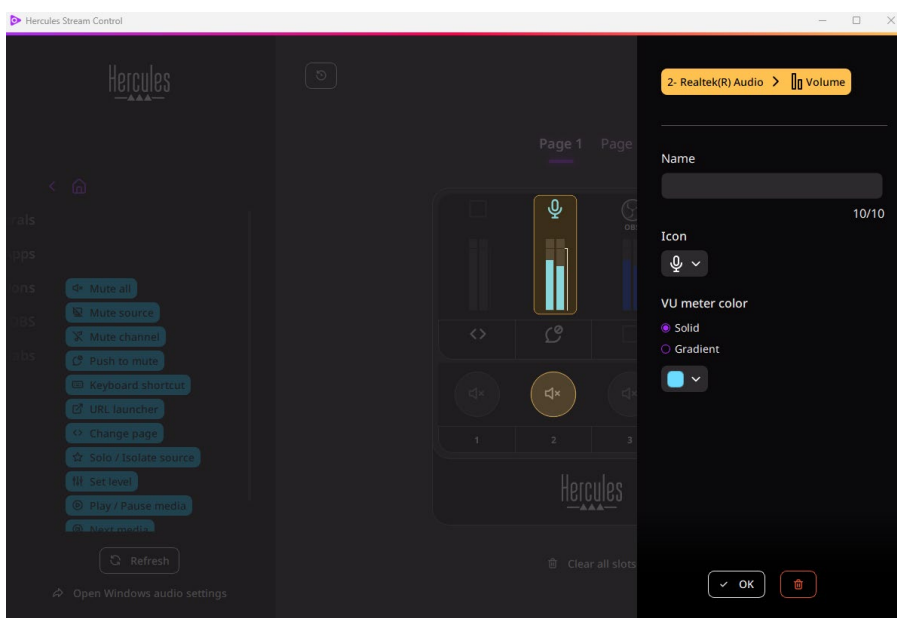 Hercules Stream Control
Hercules
2- Realtek(R) Audio > Volume
Page 1 Page
Name
10/10
Icon
VU meter color
Solid
Gradient
als
pps
ons
OBS
abs
Mute all
Mute source
Mute channel
Push to mute
Keyboard shortcut
URL launcher
Change page
Solo / Isolate source
Set level
Play / Pause media
Next media
Refresh
Open Windows audio settings
OBS
1
2
3
Hercules
Clear all slots
OK